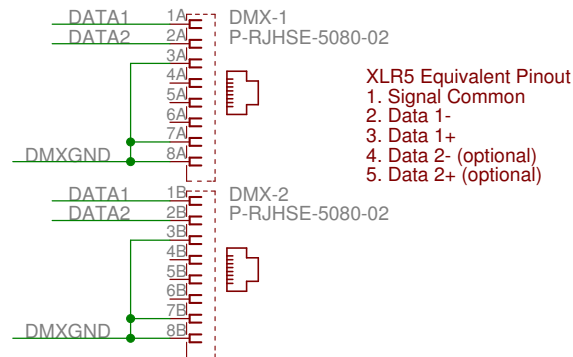 DATA1 1A DMX-1
DATA2 2A P-RJHSE-5080-02
3A
4A
5A
6A
7A
DMXGND 8A
XLR5 Equivalent Pinout
1. Signal Common
2. Data 1-
3. Data 1+
4. Data 2- (optional)
5. Data 2+ (optional)
DATA1 1B DMX-2
DATA2 2B P-RJHSE-5080-02
3B
4B
5B
6B
7B
DMXGND 8B